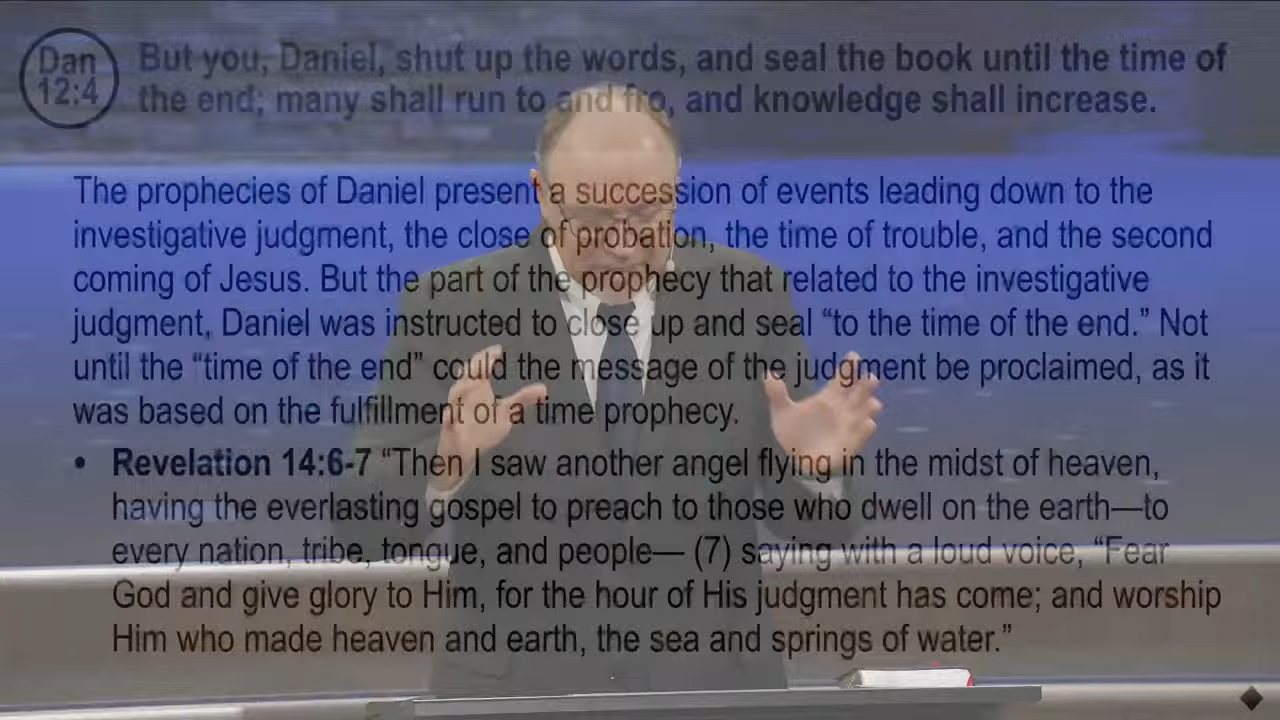 Dan
12:4
But you, Daniel, shut up the words, and seal the book until the time of
the end; many shall run to and fro, and knowledge shall increase.
The prophecies of Daniel present a succession of events leading down to the
investigative judgment, the close of probation, the time of trouble, and the second
coming of Jesus. But the part of the prophecy that related to the investigative
judgment, Daniel was instructed to close up and seal “to the time of the end.” Not
until the “time of the end” could the message of the judgment be proclaimed, as it
was based on the fulfillment of a time prophecy.
• Revelation 14:6-7 “Then I saw another angel flying in the midst of heaven,
having the everlasting gospel to preach to those who dwell on the earth—to
every nation, tribe, tongue, and people— (7) saying with a loud voice, “Fear
God and give glory to Him, for the hour of His judgment has come; and worship
Him who made heaven and earth, the sea and springs of water.”